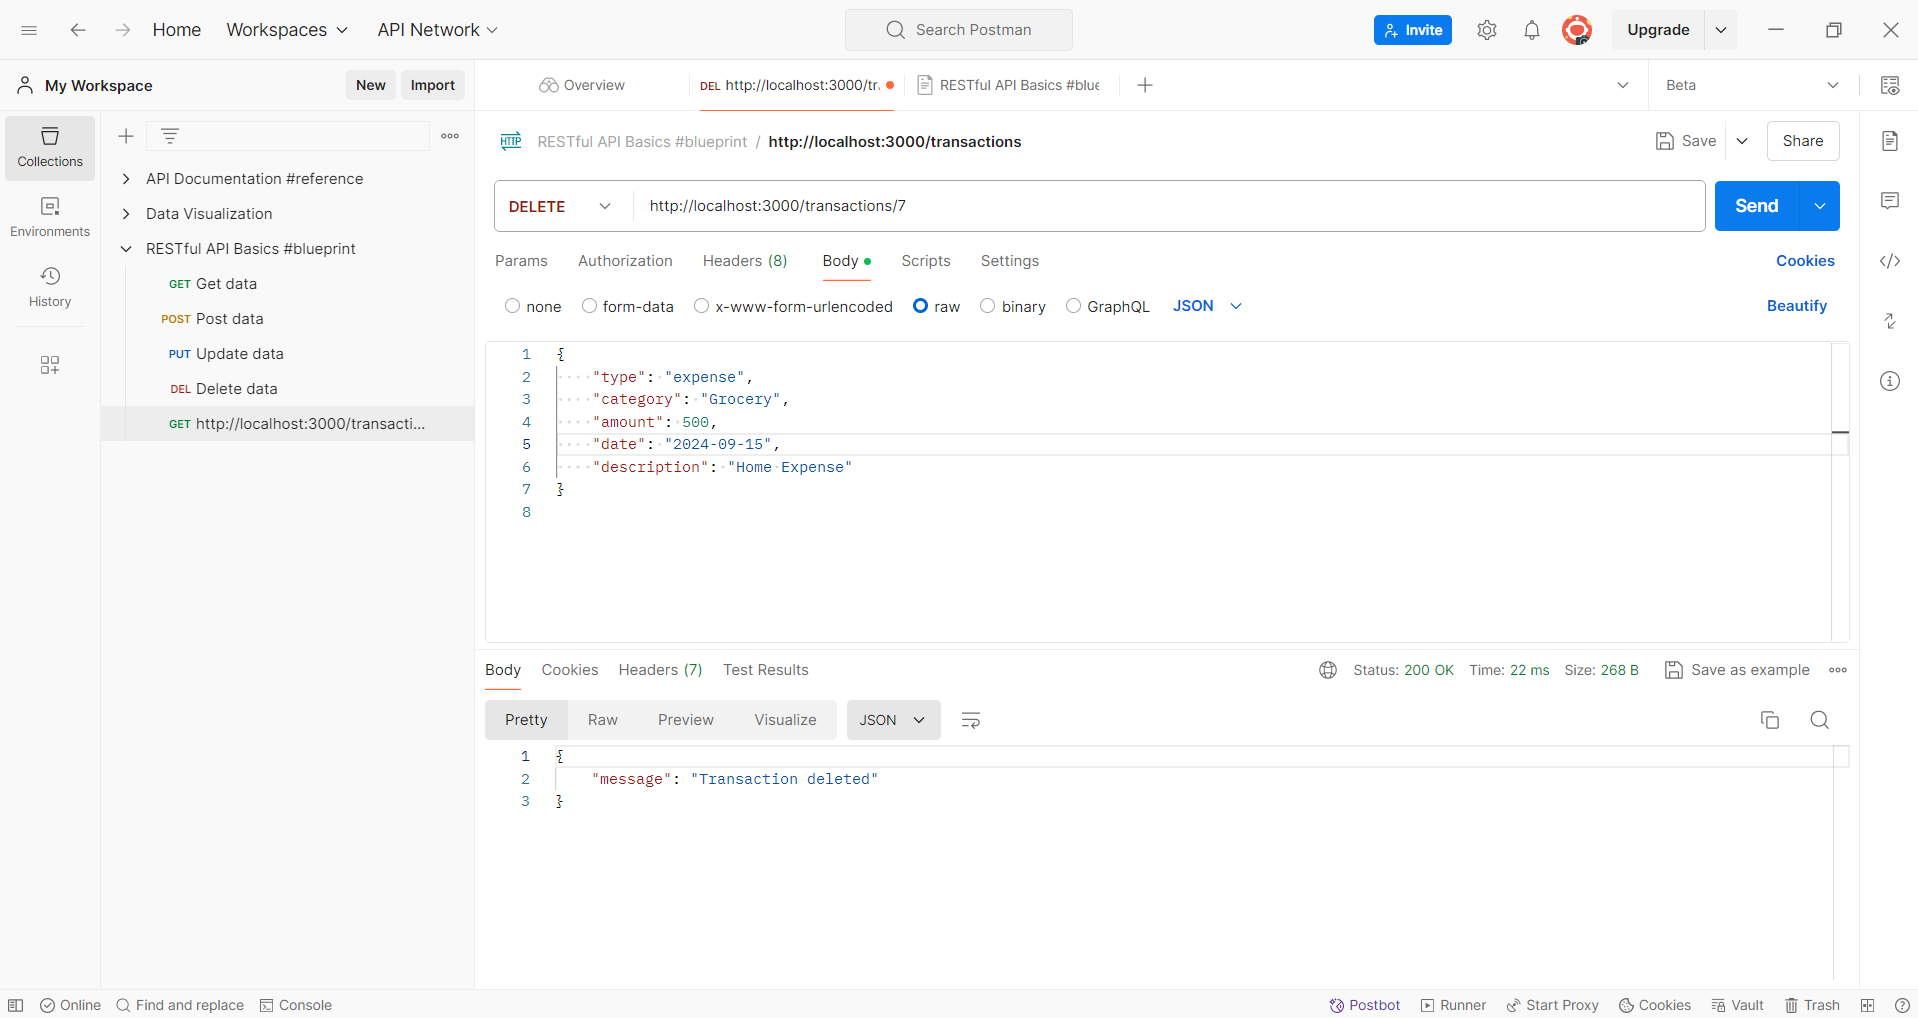 Home Workspaces API Network Search Postman Invite Upgrade
My Workspace New Import Overview DEL http://localhost:3000/tr. RESTful API Basics #blue Beta
Collections
Environments
History
API Documentation #reference
Data Visualization
RESTful API Basics #blueprint
GET Get data
POST Post data
PUT Update data
DEL Delete data
GET http://localhost:3000/transacti...
HTTP RESTful API Basics #blueprint / http://localhost:3000/transactions Save Share
DELETE http://localhost:3000/transactions/7 Send
Params Authorization Headers (8) Body Scripts Settings Cookies
none form-data x-www-form-urlencoded raw binary GraphQL JSON Beautify
1 {
2 "type": "expense",
3 "category": "Grocery",
4 "amount": 500,
5 "date": "2024-09-15",
6 "description": "Home Expense"
7 }
8
Body Cookies Headers (7) Test Results Status: 200 OK Time: 22 ms Size: 268 B Save as example
Pretty Raw Preview Visualize JSON
1 {
2 "message": "Transaction deleted"
3 }
Online Find and replace Console Postbot Runner Start Proxy Cookies Vault Trash